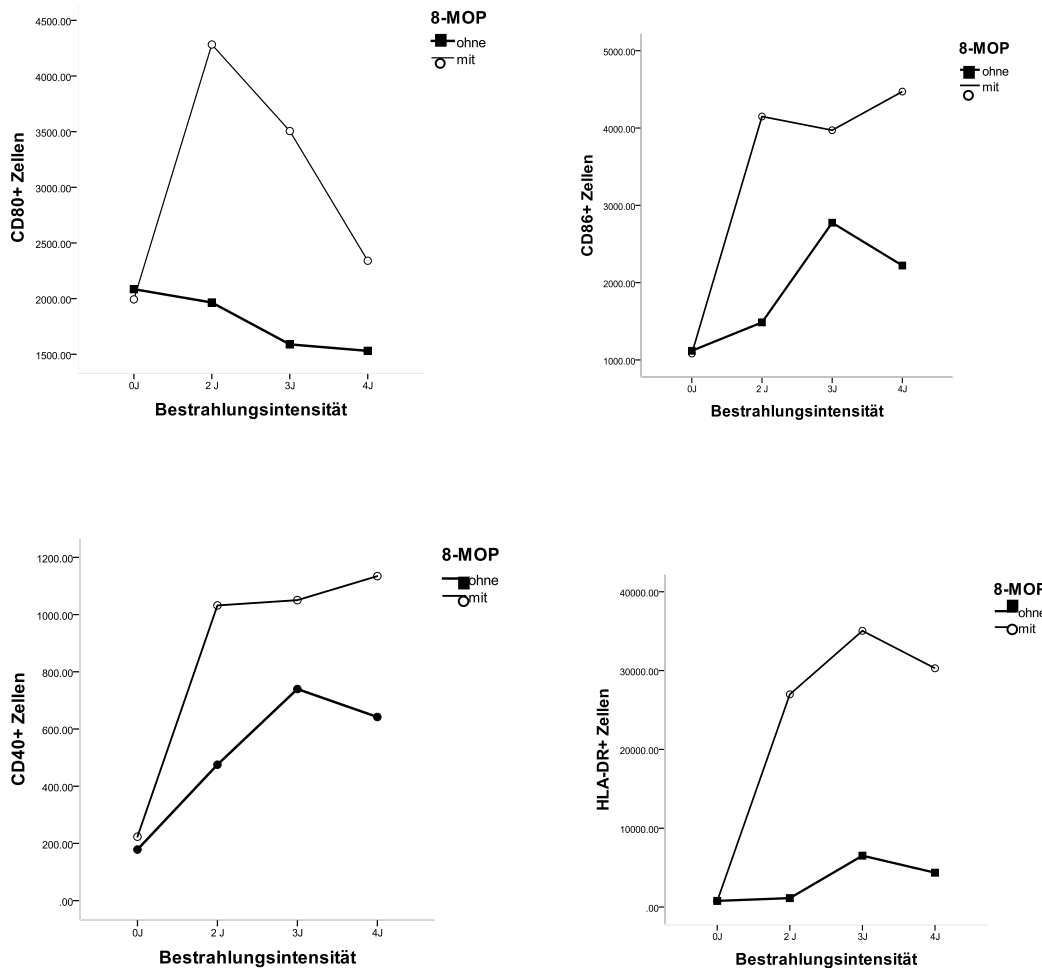 8-MOP
ohne
mit
4500.00
4000.00
3500.00
3000.00
2500.00
2000.00
1500.00
CD80+ Zellen
0J
2 J
3J
4J
Bestrahlungsintensität
8-MOP
ohne
mit
5000.00
4000.00
3000.00
2000.00
1000.00
CD86+ Zellen
0J
2 J
3J
4J
Bestrahlungsintensität
8-MOP
ohne
mit
1200.00
1000.00
800.00
600.00
400.00
200.00
.00
CD40+ Zellen
0J
2 J
3J
4J
Bestrahlungsintensität
8-MOP
ohne
mit
40000.00
30000.00
20000.00
10000.00
.00
HLA-DR+ Zellen
0J
2 J
3J
4J
Bestrahlungsintensität